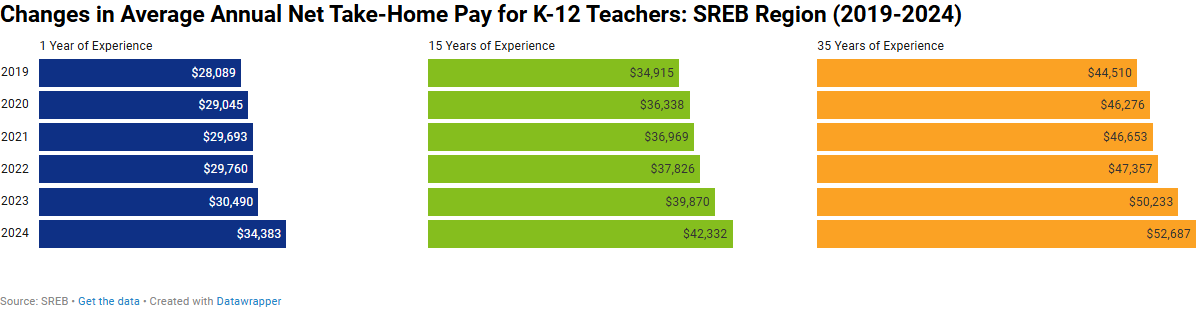 Changes in Average Annual Net Take-Home Pay for K-12 Teachers: SREB Region (2019-2024)
1 Year of Experience 15 Years of Experience 35 Years of Experience
2019 $28,089 $34,915 $44,510
2020 $29,045 $36,338 $46,276
2021 $29,693 $36,969 $46,653
2022 $29,760 $37,826 $47,357
2023 $30,490 $39,870 $50,233
2024 $34,383 $42,332 $52,687
Source: SREB • Get the data • Created with Datawrapper